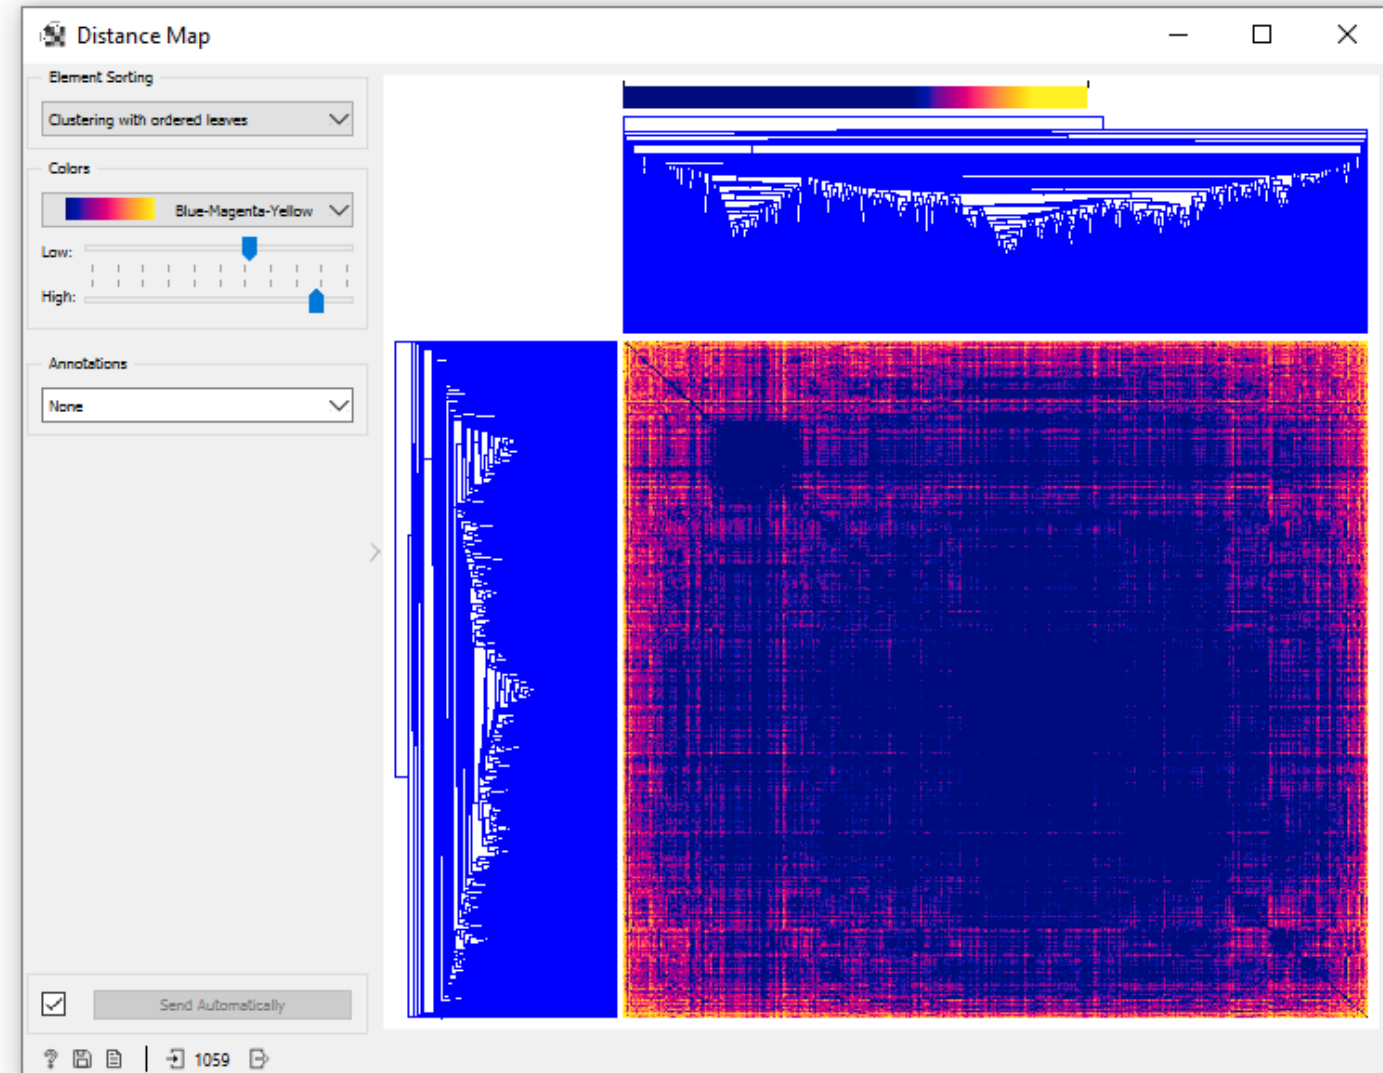 Distance Map
Element Sorting
Clustering with ordered leaves
Colors
Blue-Magenta-Yellow
Low:
High:
Annotations
None
Send Automatically
? 1059